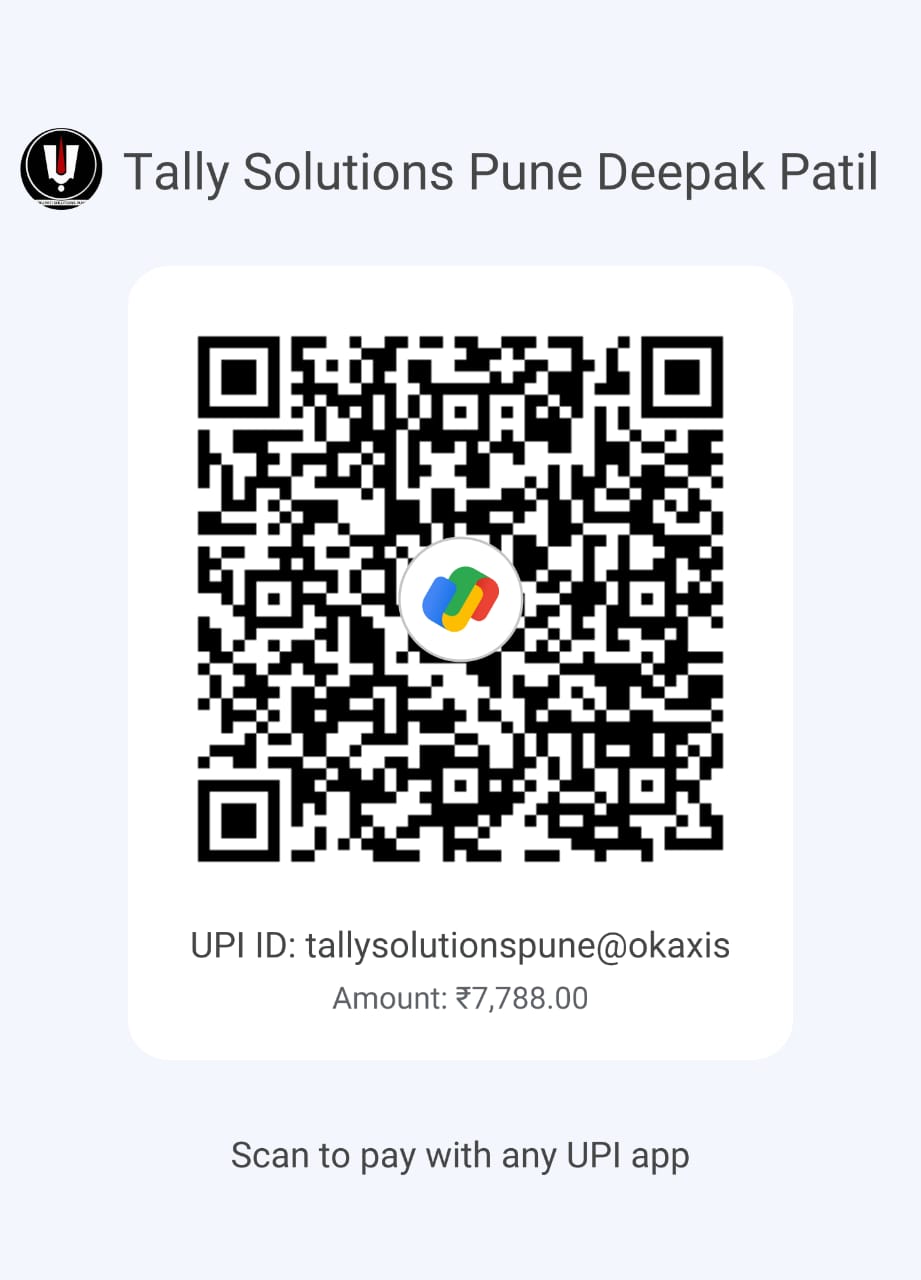 Tally Solutions Pune Deepak Patil
UPI ID: tallysolutionspune@okaxis
Amount: ₹7,788.00
Scan to pay with any UPI app